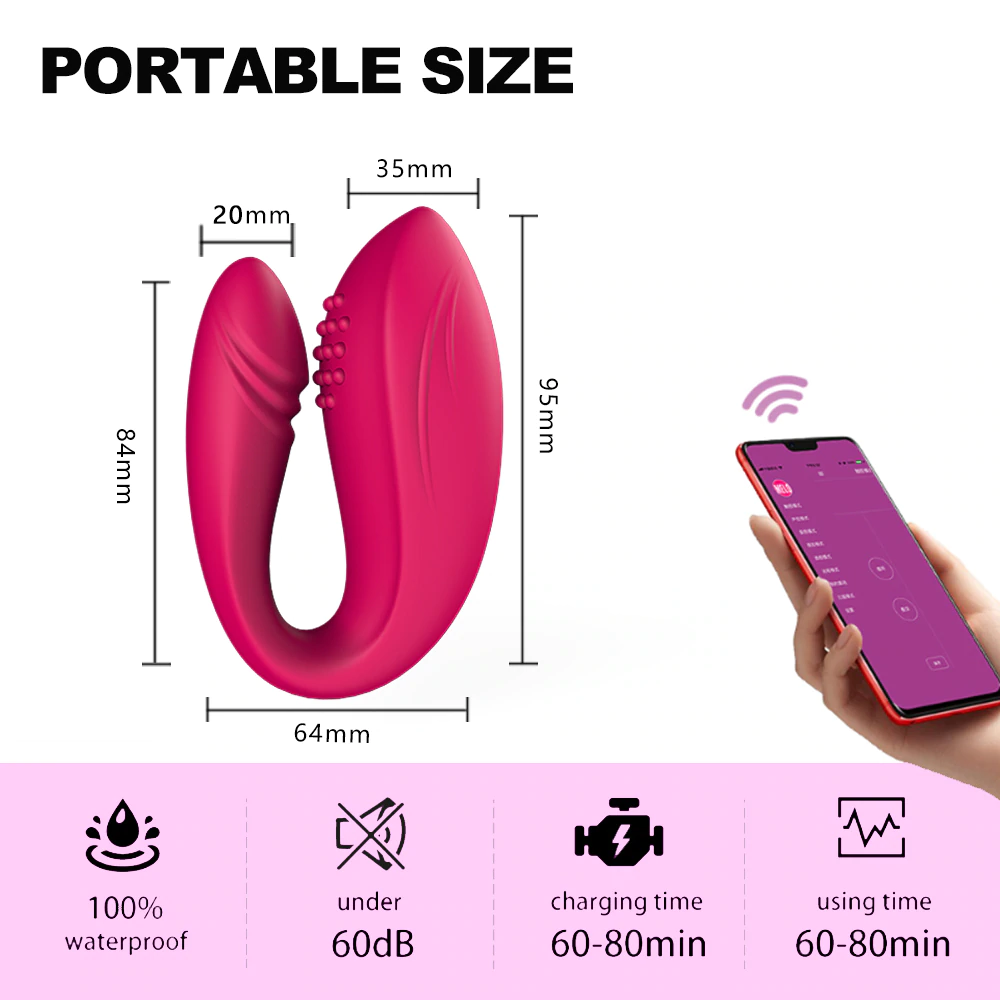 PORTABLE SIZE
35mm
20mm
84mm
95mm
64mm
100%
waterproof
under
60dB
charging time
60-80min
using time
60-80min